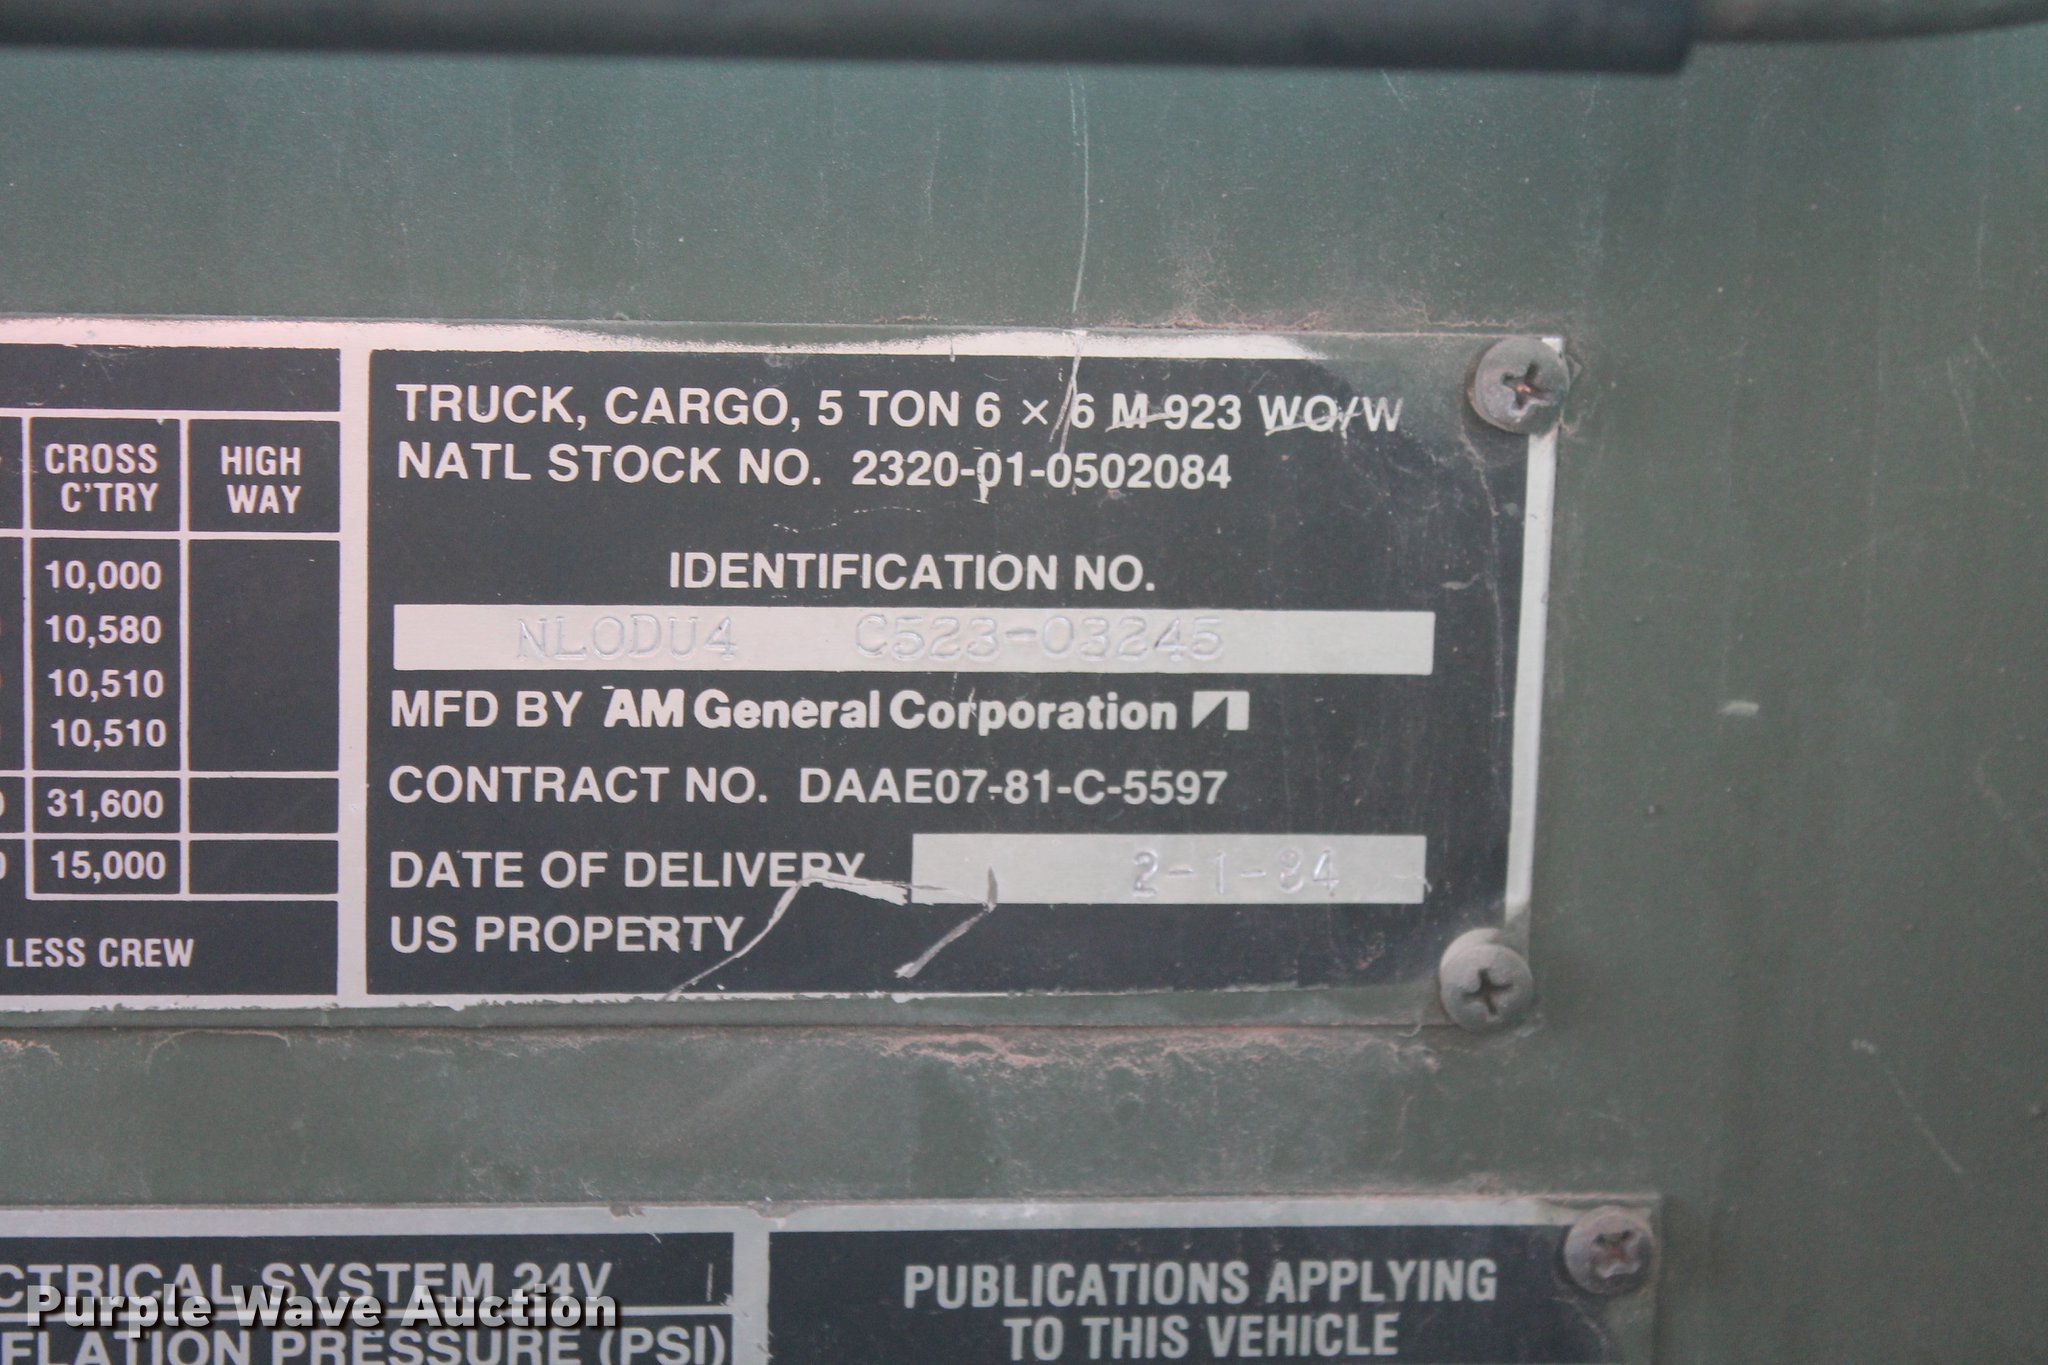 CROSS
C'TRY
HIGH
WAY
10,000
10,580
10,510
10,510
31,600
15,000
LESS CREW
TRUCK, CARGO, 5 TON 6 × 6 M 923 WO/W
NATL STOCK NO. 2320-01-0502084
IDENTIFICATION NO.
NL0DU4 C523-03245
MFD BY AM General Corporation
CONTRACT NO. DAAE07-81-C-5597
DATE OF DELIVERY 2-1-84
US PROPERTY
CTRICAL SYSTEM 24V
FLATION PRESSURE (PSI)
PUBLICATIONS APPLYING
TO THIS VEHICLE
Purple Wave Auction